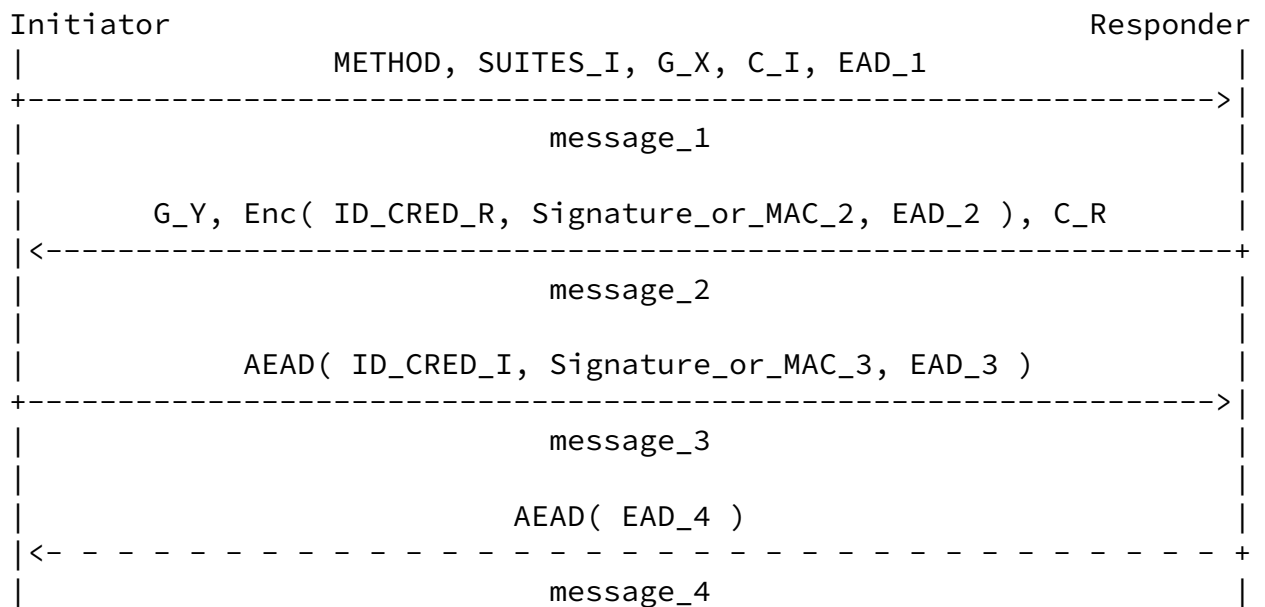 Initiator Responder
METHOD, SUITES_I, G_X, C_I, EAD_1
message_1
G_Y, Enc( ID_CRED_R, Signature_or_MAC_2, EAD_2 ), C_R
message_2
AEAD( ID_CRED_I, Signature_or_MAC_3, EAD_3 )
message_3
AEAD( EAD_4 )
message_4